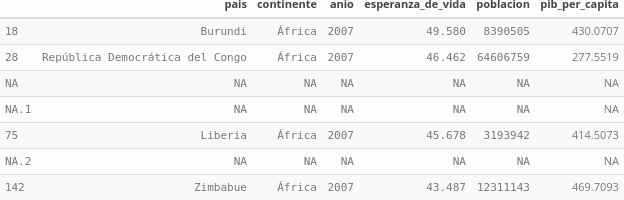 pais continente anio esperanza_de_vida poblacion pib_per_capita
18 Burundi África 2007 49.580 8390505 430.0707
28 República Democrática del Congo África 2007 46.462 64606759 277.5519
NA NA NA NA NA NA NA
NA.1 NA NA NA NA NA NA
75 Liberia África 2007 45.678 3193942 414.5073
NA.2 NA NA NA NA NA NA
142 Zimbabue África 2007 43.487 12311143 469.7093